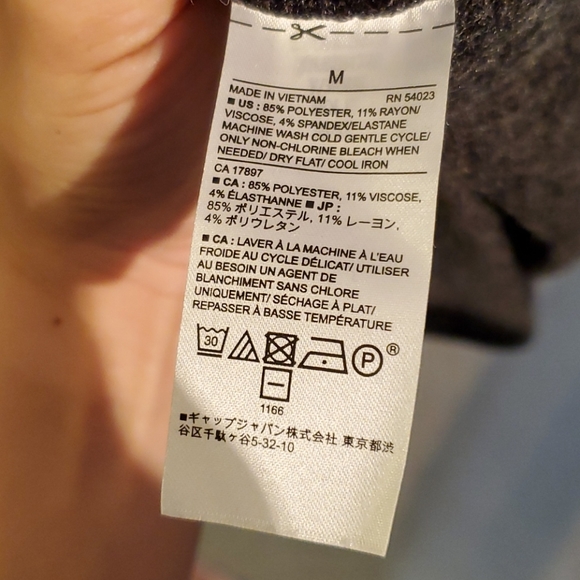 M
MADE IN VIETNAM RN 54023
■ US : 85% POLYESTER, 11% RAYON/
VISCOSE, 4% SPANDEX/ELASTANE
MACHINE WASH COLD GENTLE CYCLE/
ONLY NON-CHLORINE BLEACH WHEN
NEEDED/ DRY FLAT/ COOL IRON
CA 17897
■ CA : 85% POLYESTER, 11% VISCOSE,
4% ÉLASTHANNE ■ JP :
85% ポリエステル, 11% レーヨン,
4% ポリウレタン
■ CA : LAVER À LA MACHINE À L'EAU
FROIDE AU CYCLE DÉLICAT/ UTILISER
AU BESOIN UN AGENT DE
BLANCHIMENT SANS CHLORE
UNIQUEMENT/ SÉCHAGE À PLAT/
REPASSER À BASSE TEMPÉRATURE
30 P ®
1166
■ギャップジャパン株式会社 東京都渋
谷区千駄ヶ谷5-32-10